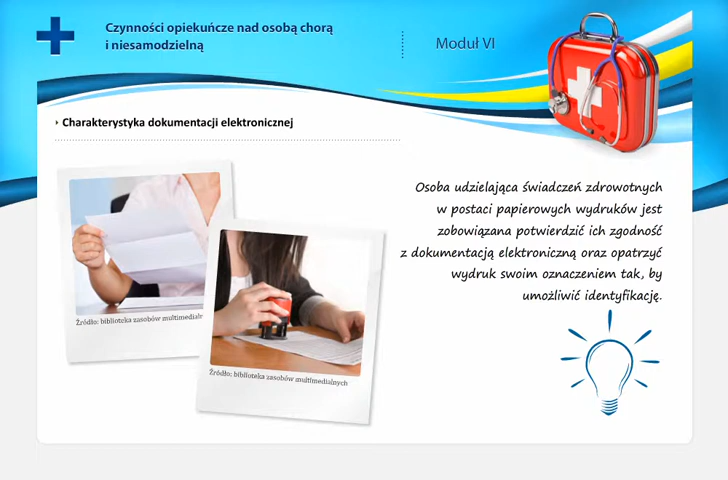 Czynności opiekuńcze nad osobą chorą
i niesamodzielną
Moduł VI
Charakterystyka dokumentacji elektronicznej
Osoba udzielająca świadczeń zdrowotnych
w postaci papierowych wydruków jest
zobowiązana potwierdzić ich zgodność
z dokumentacją elektroniczną oraz opatrzyć
wydruk swoim oznaczeniem tak, by
umożliwić identyfikację.
Źródło: biblioteka zasobów multimedialn
Źródło: biblioteka zasobów multimedialnych